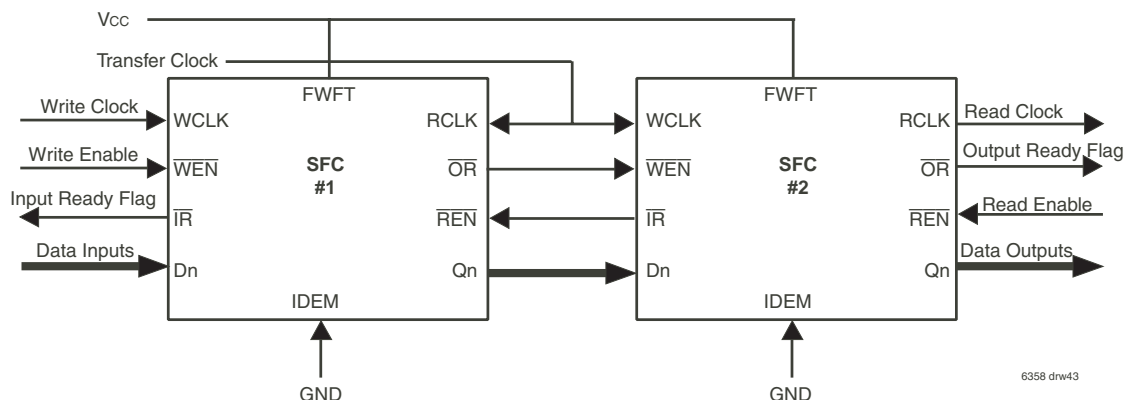 VCC
Transfer Clock
FWFT
FWFT
Write Clock
WCLK
RCLK
WCLK
RCLK
Read Clock
Write Enable
WEN
SFC
#1
OR
WEN
SFC
#2
OR
Output Ready Flag
Input Ready Flag
IR
REN
IR
REN
Read Enable
Data Inputs
Dn
Qn
Dn
Qn
Data Outputs
IDEM
IDEM
GND
GND
6358 drw43